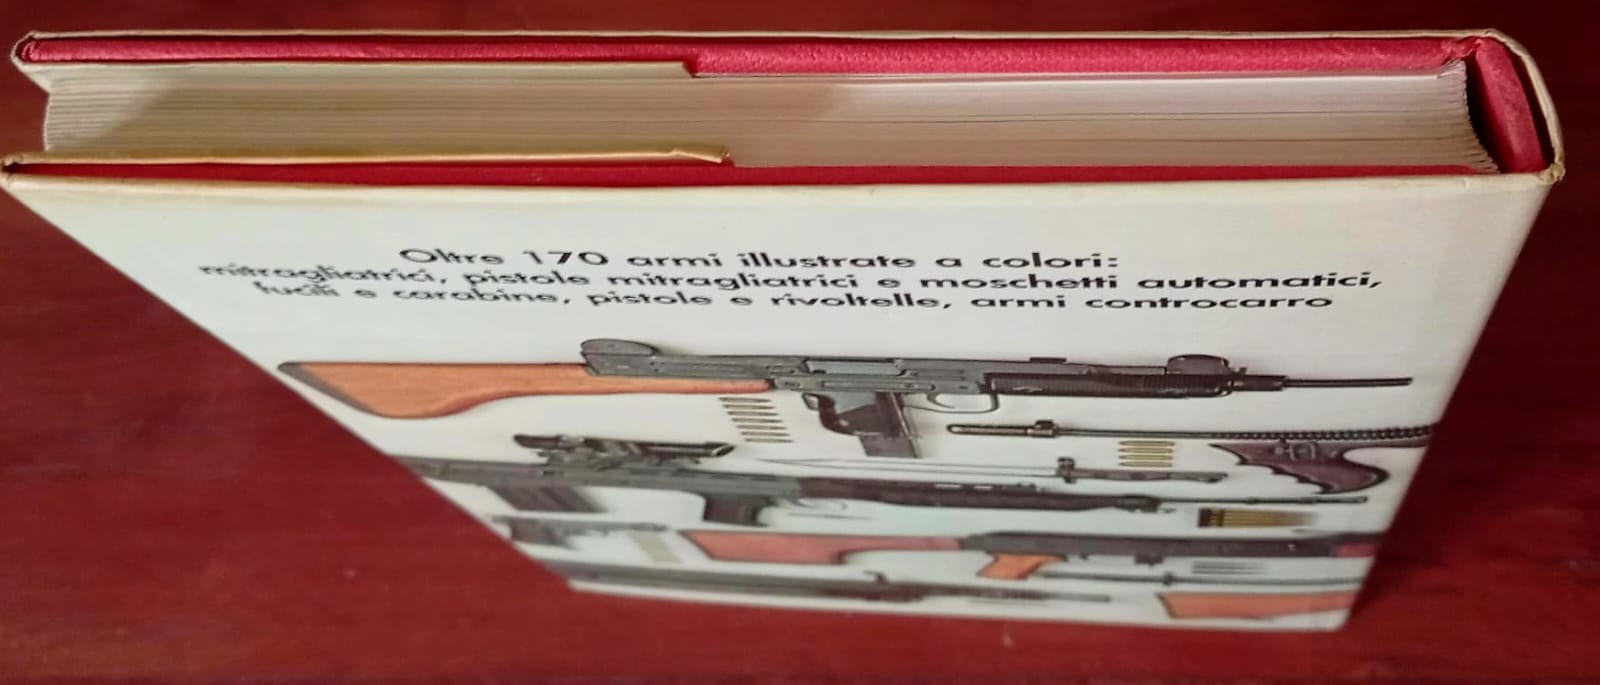 Oltre 170 armi illustrate a colori:
mitragliatrici, pistole mitragliatrici e moschetti automatici,
fucili e carabine, pistole e rivoltelle, armi controcarro